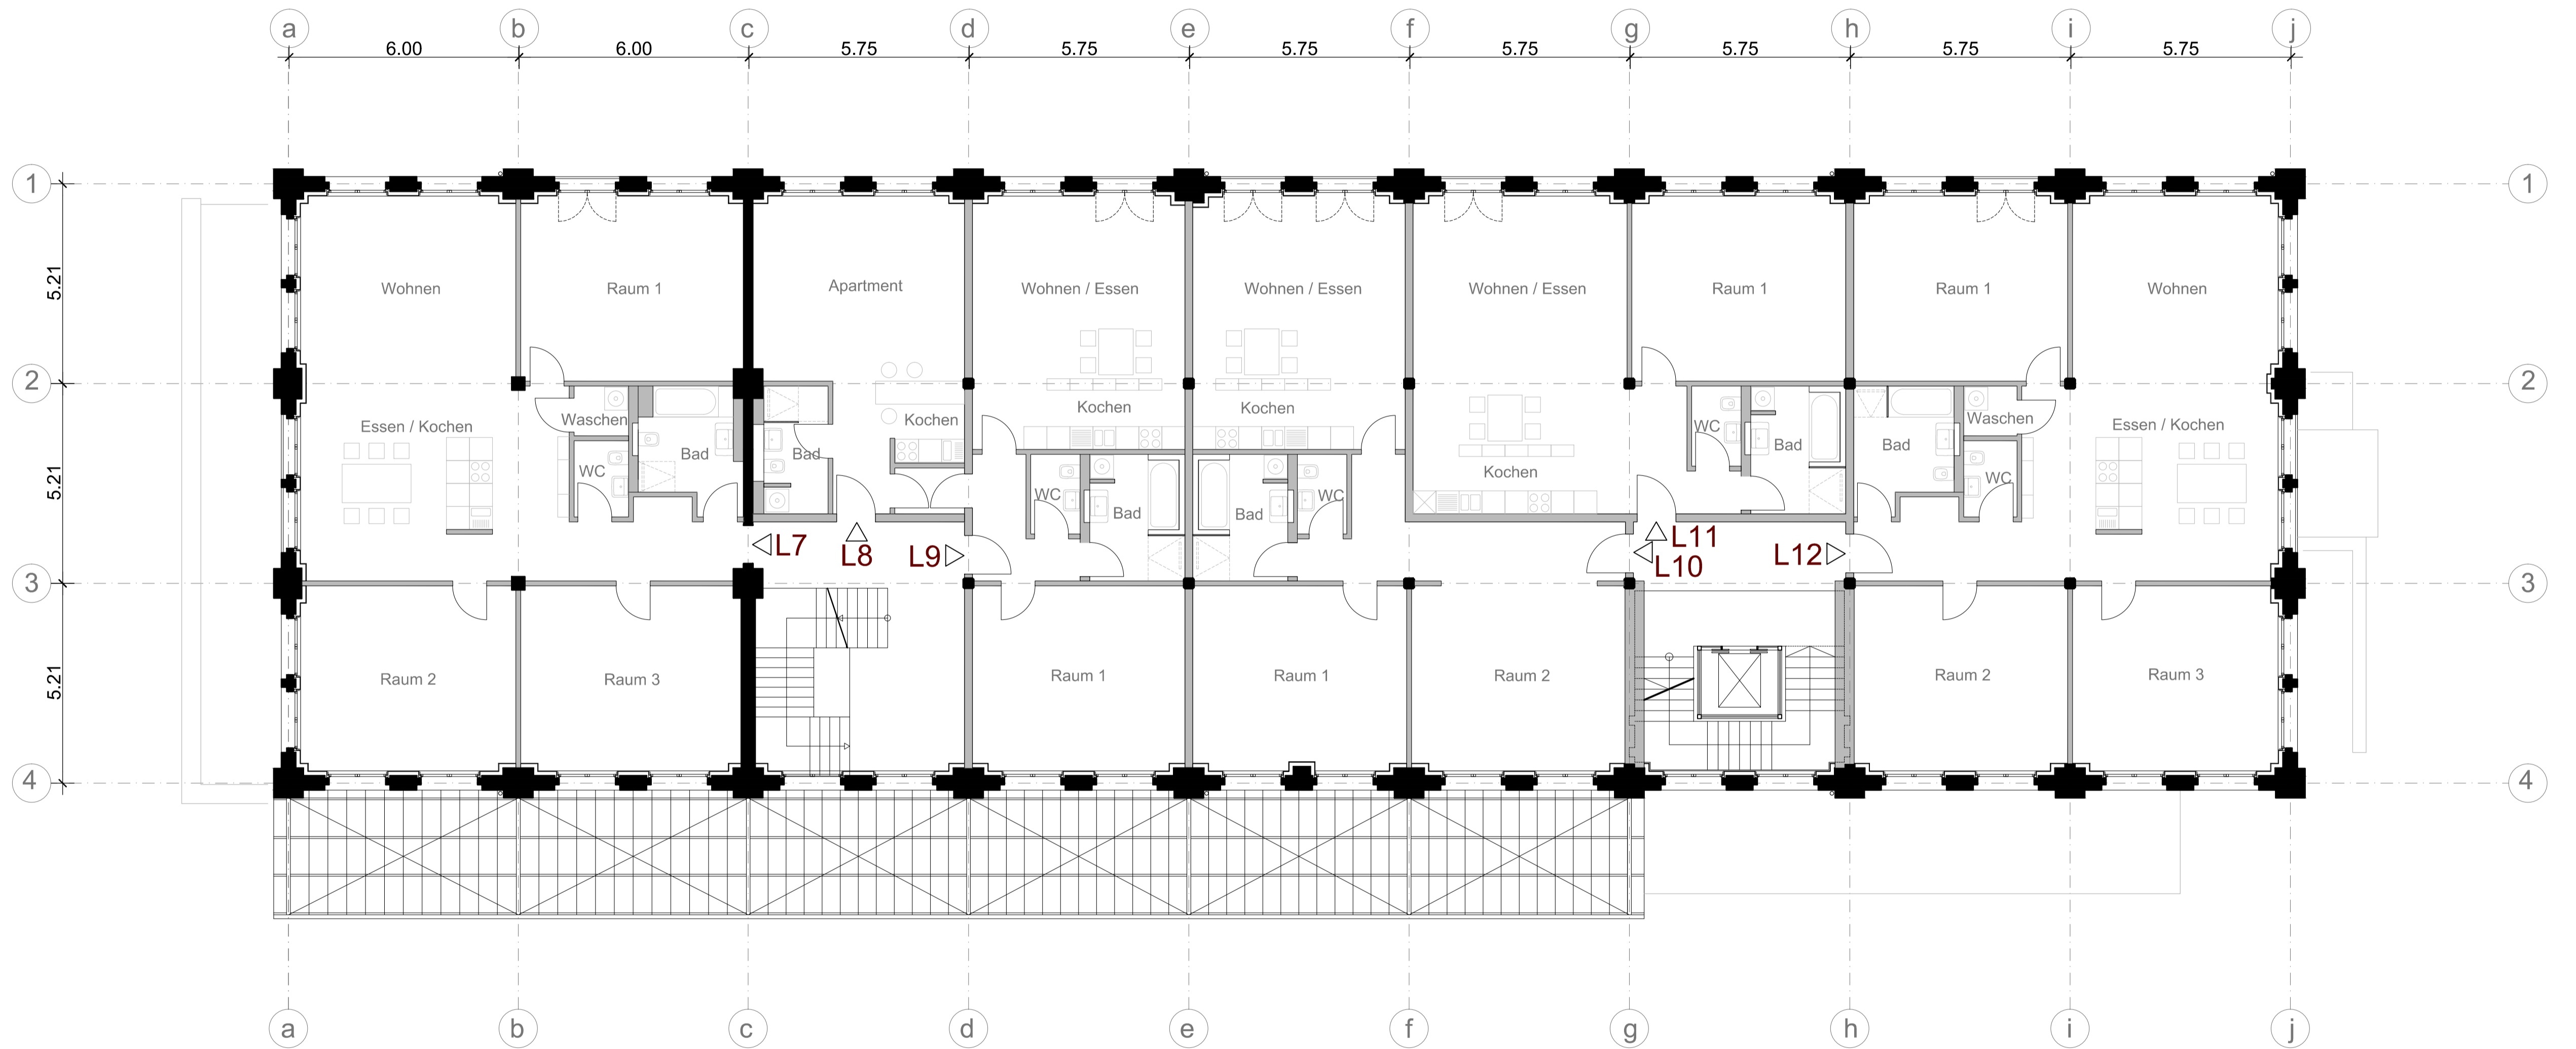 a b c d e f g h i j
6.00 6.00 5.75 5.75 5.75 5.75 5.75 5.75 5.75
1 1
5.21
Wohnen Raum 1 Apartment Wohnen / Essen Wohnen / Essen Wohnen / Essen Raum 1 Raum 1 Wohnen
2 2
Kochen Kochen
Essen / Kochen Waschen Kochen WC Waschen Essen / Kochen
Bad Bad Bad Bad
5.21
WC Kochen WC
WC WC
Bad Bad
L7 L8 L9 L11
L10 L12
3 3
5.21
Raum 2 Raum 3 Raum 1 Raum 1 Raum 2 Raum 2 Raum 3
4 4
a b c d e f g h i j